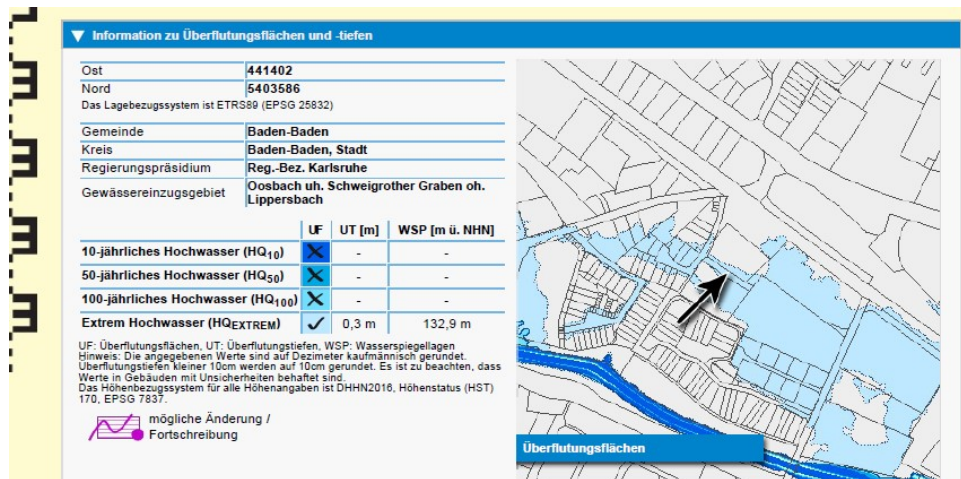 Information zu Überflutungsflächen und -tiefen
Ost 441402
Nord 5403586
Das Lagebezugssystem ist ETRS89 (EPSG 25832)
Gemeinde Baden-Baden
Kreis Baden-Baden, Stadt
Regierungspräsidium Reg.-Bez. Karlsruhe
Gewässereinzugsgebiet Oosbach uh. Schweigrother Graben oh.
Lippersbach
UF UT [m] WSP [m ü. NHN]
10-jährliches Hochwasser (HQ10) - -
50-jährliches Hochwasser (HQ50) - -
100-jährliches Hochwasser (HQ100) - -
Extrem Hochwasser (HQEXTREM) 0,3 m 132,9 m
UF: Überflutungsflächen, UT: Überflutungstiefen, WSP: Wasserspiegellagen
Hinweis: Die angegebenen Werte sind auf Dezimeter kaufmännisch gerundet.
Überflutungstiefen kleiner 10cm werden auf 10cm gerundet. Es ist zu beachten, dass
Werte in Gebäuden mit Unsicherheiten behaftet sind.
Das Höhenbezugssystem für alle Höhenangaben ist DHHN2016, Höhenstatus (HST)
170, EPSG 7837.
mögliche Änderung /
Fortschreibung
Überflutungsflächen